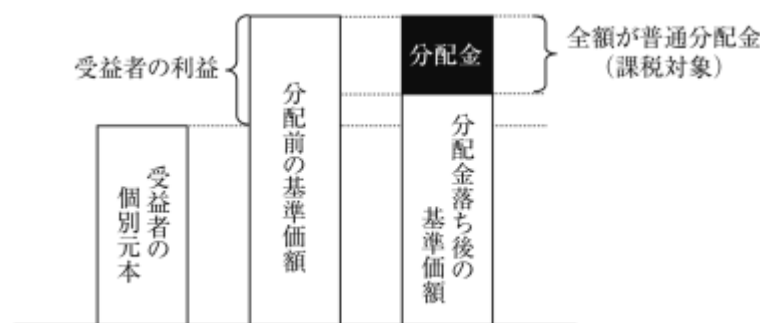 受益者の利益
分配前の基準価額
分配金
全額が普通分配金
（課税対象）
受益者の
個別元本
分配金落ち後の
基準価額